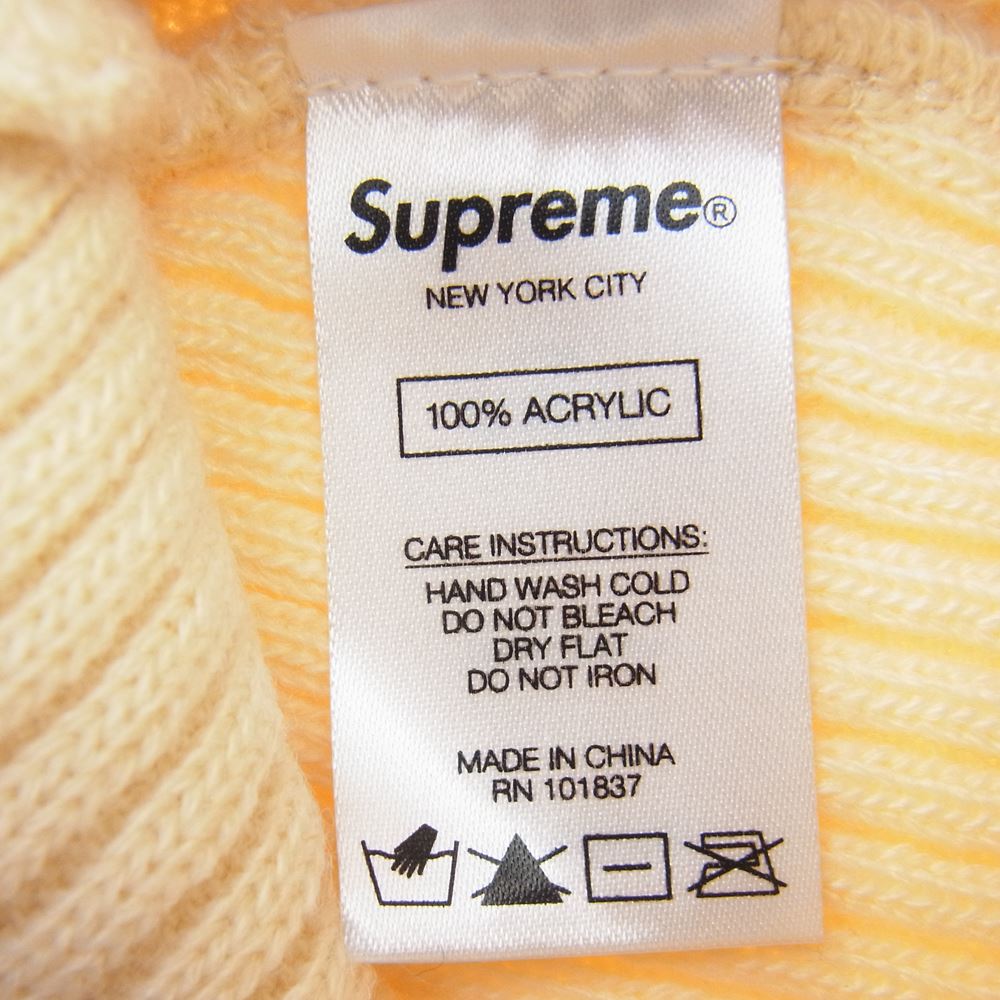 Supreme®
NEW YORK CITY
100% ACRYLIC
CARE INSTRUCTIONS:
HAND WASH COLD
DO NOT BLEACH
DRY FLAT
DO NOT IRON
MADE IN CHINA
RN 101837